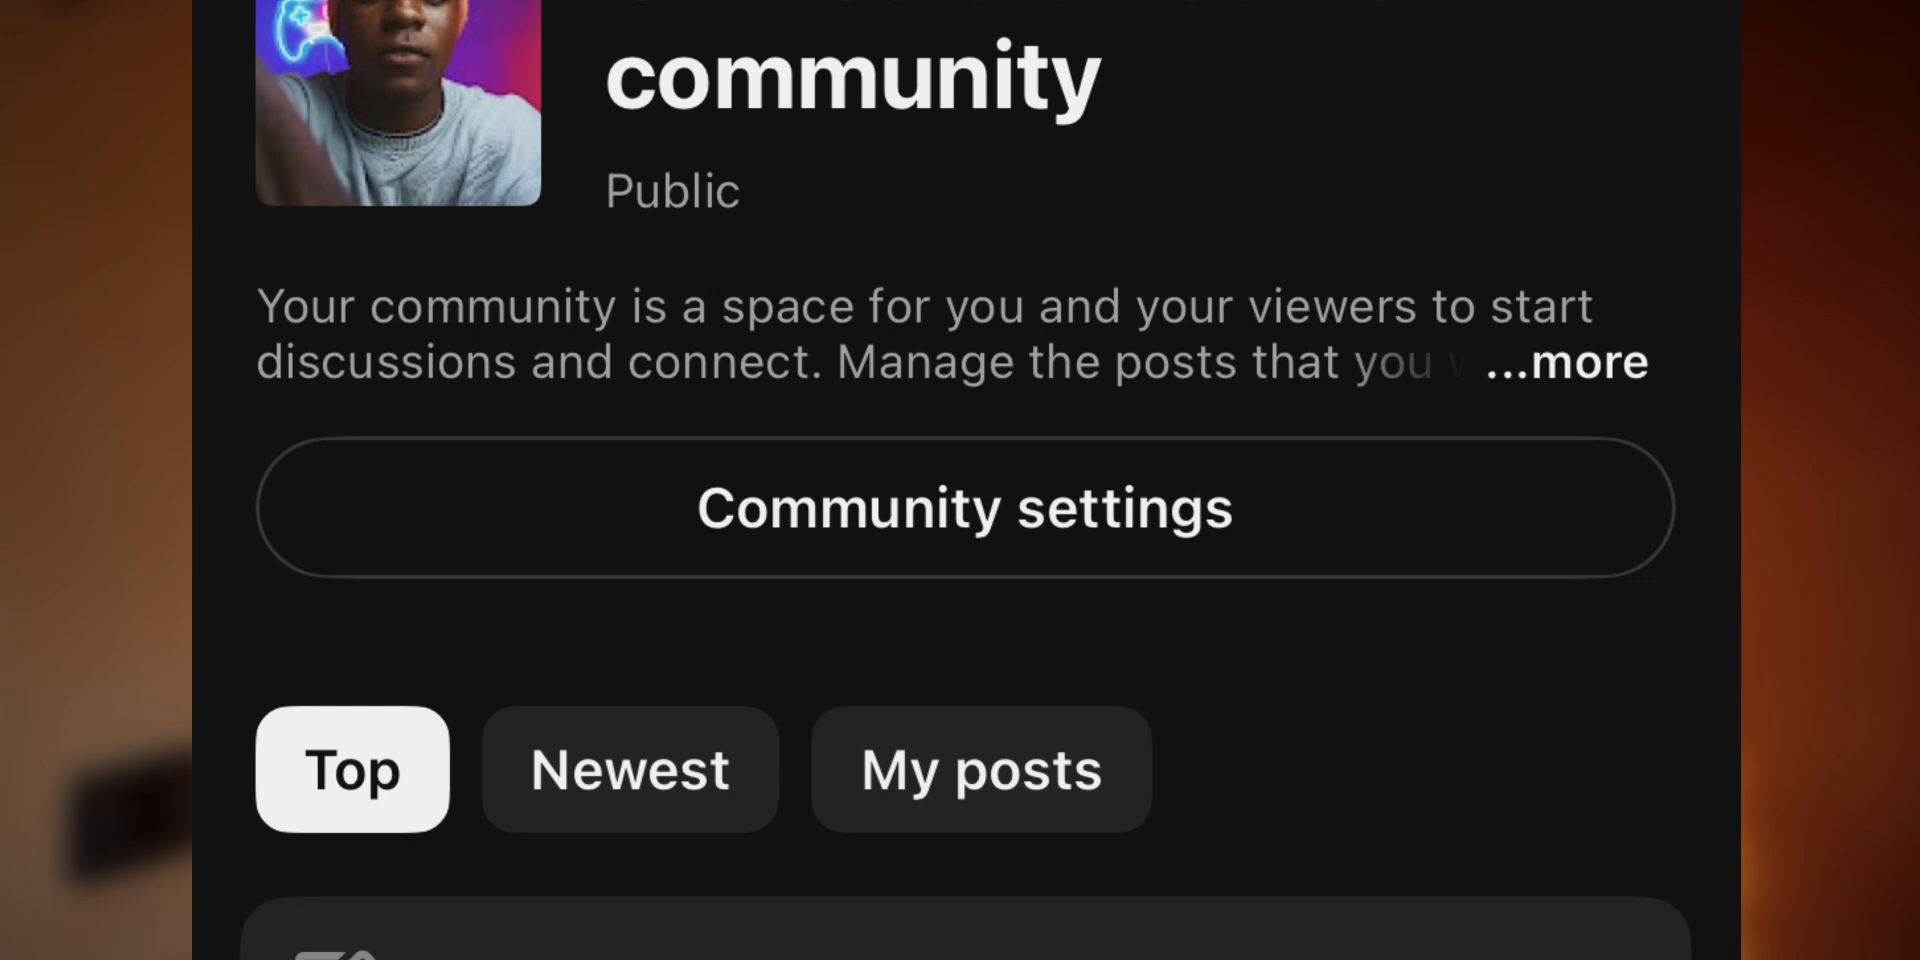 community
Public
Your community is a space for you and your viewers to start
discussions and connect. Manage the posts that you ...more
Community settings
Top
Newest
My posts